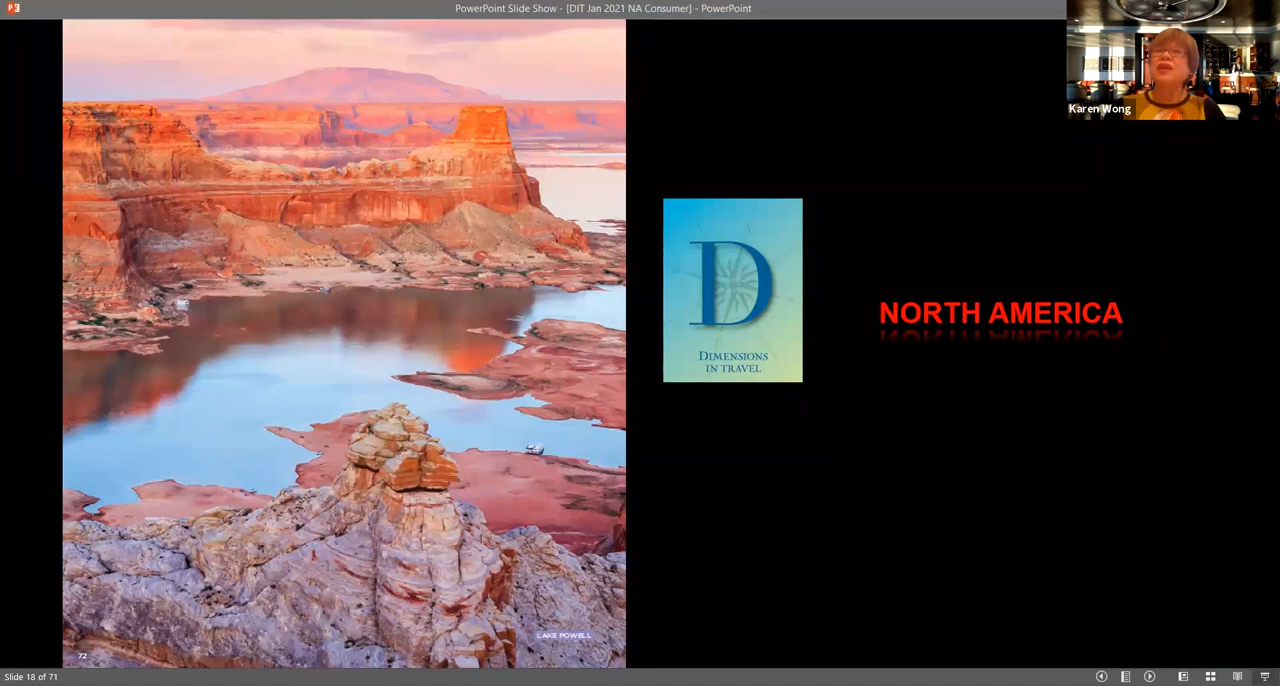 PowerPoint Slide Show - [DIT Jan 2021 NA Consumer] - PowerPoint
Karen Wong
D
DIMENSIONS
IN TRAVEL
NORTH AMERICA
LAKE POWELL
72
Slide 18 of 71